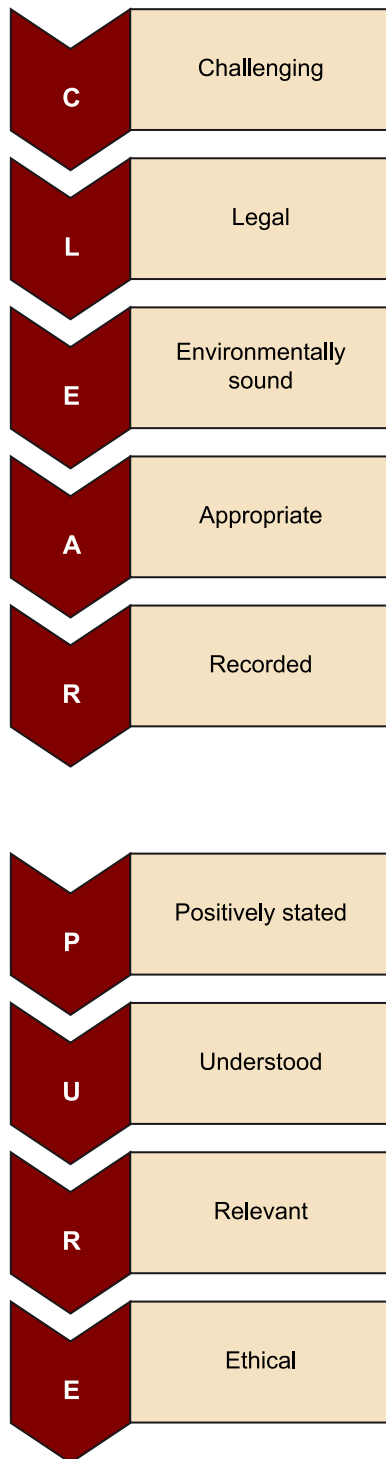 C
Challenging
L
Legal
E
Environmentally
sound
A
Appropriate
R
Recorded
P
Positively stated
U
Understood
R
Relevant
E
Ethical